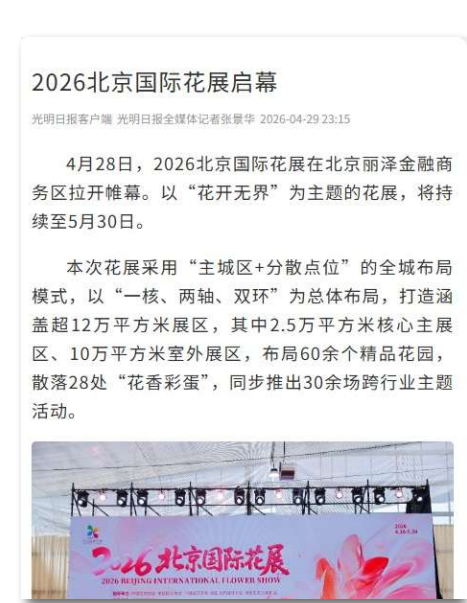 2026北京国际花展启幕
光明日报客户端 光明日报全媒体记者张景华 2026-04-29 23:15
4月28日，2026北京国际花展在北京丽泽金融商
务区拉开帷幕。以“花开无界”为主题的花展，将持
续至5月30日。
本次花展采用“主城区+分散点位”的全城布局
模式，以“一核、两轴、双环”为总体布局，打造涵
盖超12万平方米展区，其中2.5万平方米核心主展
区、10万平方米室外展区，布局60余个精品花园，
散落28处“花香彩蛋”，同步推出30余场跨行业主题
活动。
2026北京国际花展
2026 BEIJING INTERNATIONAL FLOWER SHOW